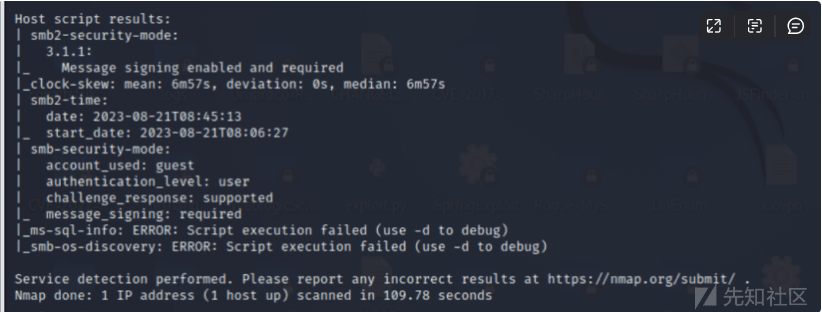 Host script results:
| smb2-security-mode:
|   3.1.1:
|_    Message signing enabled and required
|_clock-skew: mean: 6m57s, deviation: 0s, median: 6m57s
| smb2-time:
|   date: 2023-08-21T08:45:13
|_  start_date: 2023-08-21T08:06:27
| smb-security-mode:
|   account_used: guest
|   authentication_level: user
|   challenge_response: supported
|_  message_signing: required
|_ms-sql-info: ERROR: Script execution failed (use -d to debug)
|_smb-os-discovery: ERROR: Script execution failed (use -d to debug)
Service detection performed. Please report any incorrect results at https://nmap.org/submit/ .
Nmap done: 1 IP address (1 host up) scanned in 109.78 seconds
先知社区